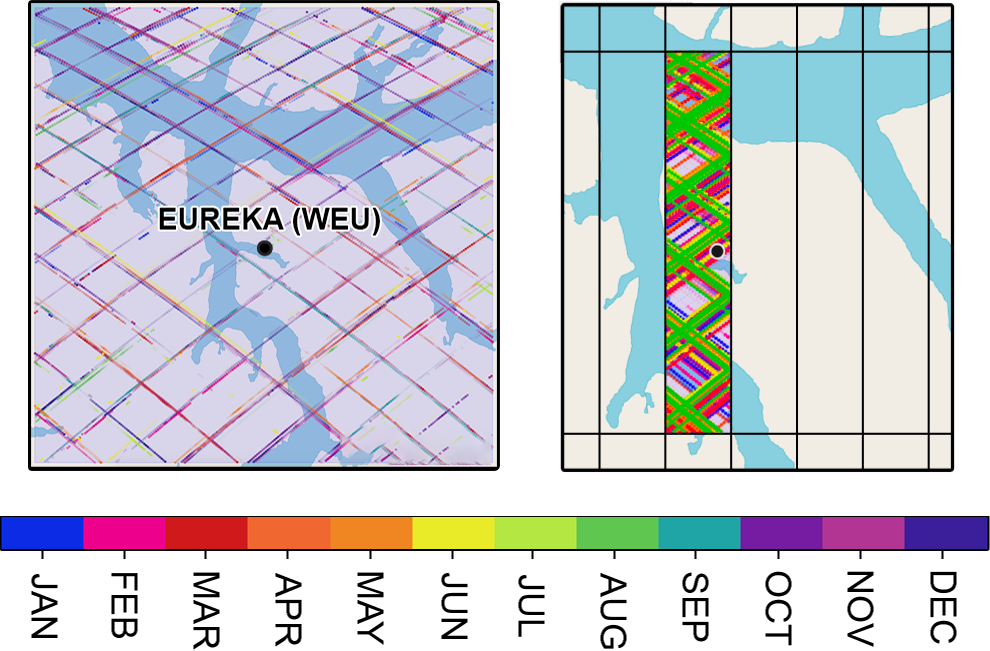 EUREKA (WEU)
JAN
FEB
MAR
APR
MAY
JUN
JUL
AUG
SEP
OCT
NOV
DEC